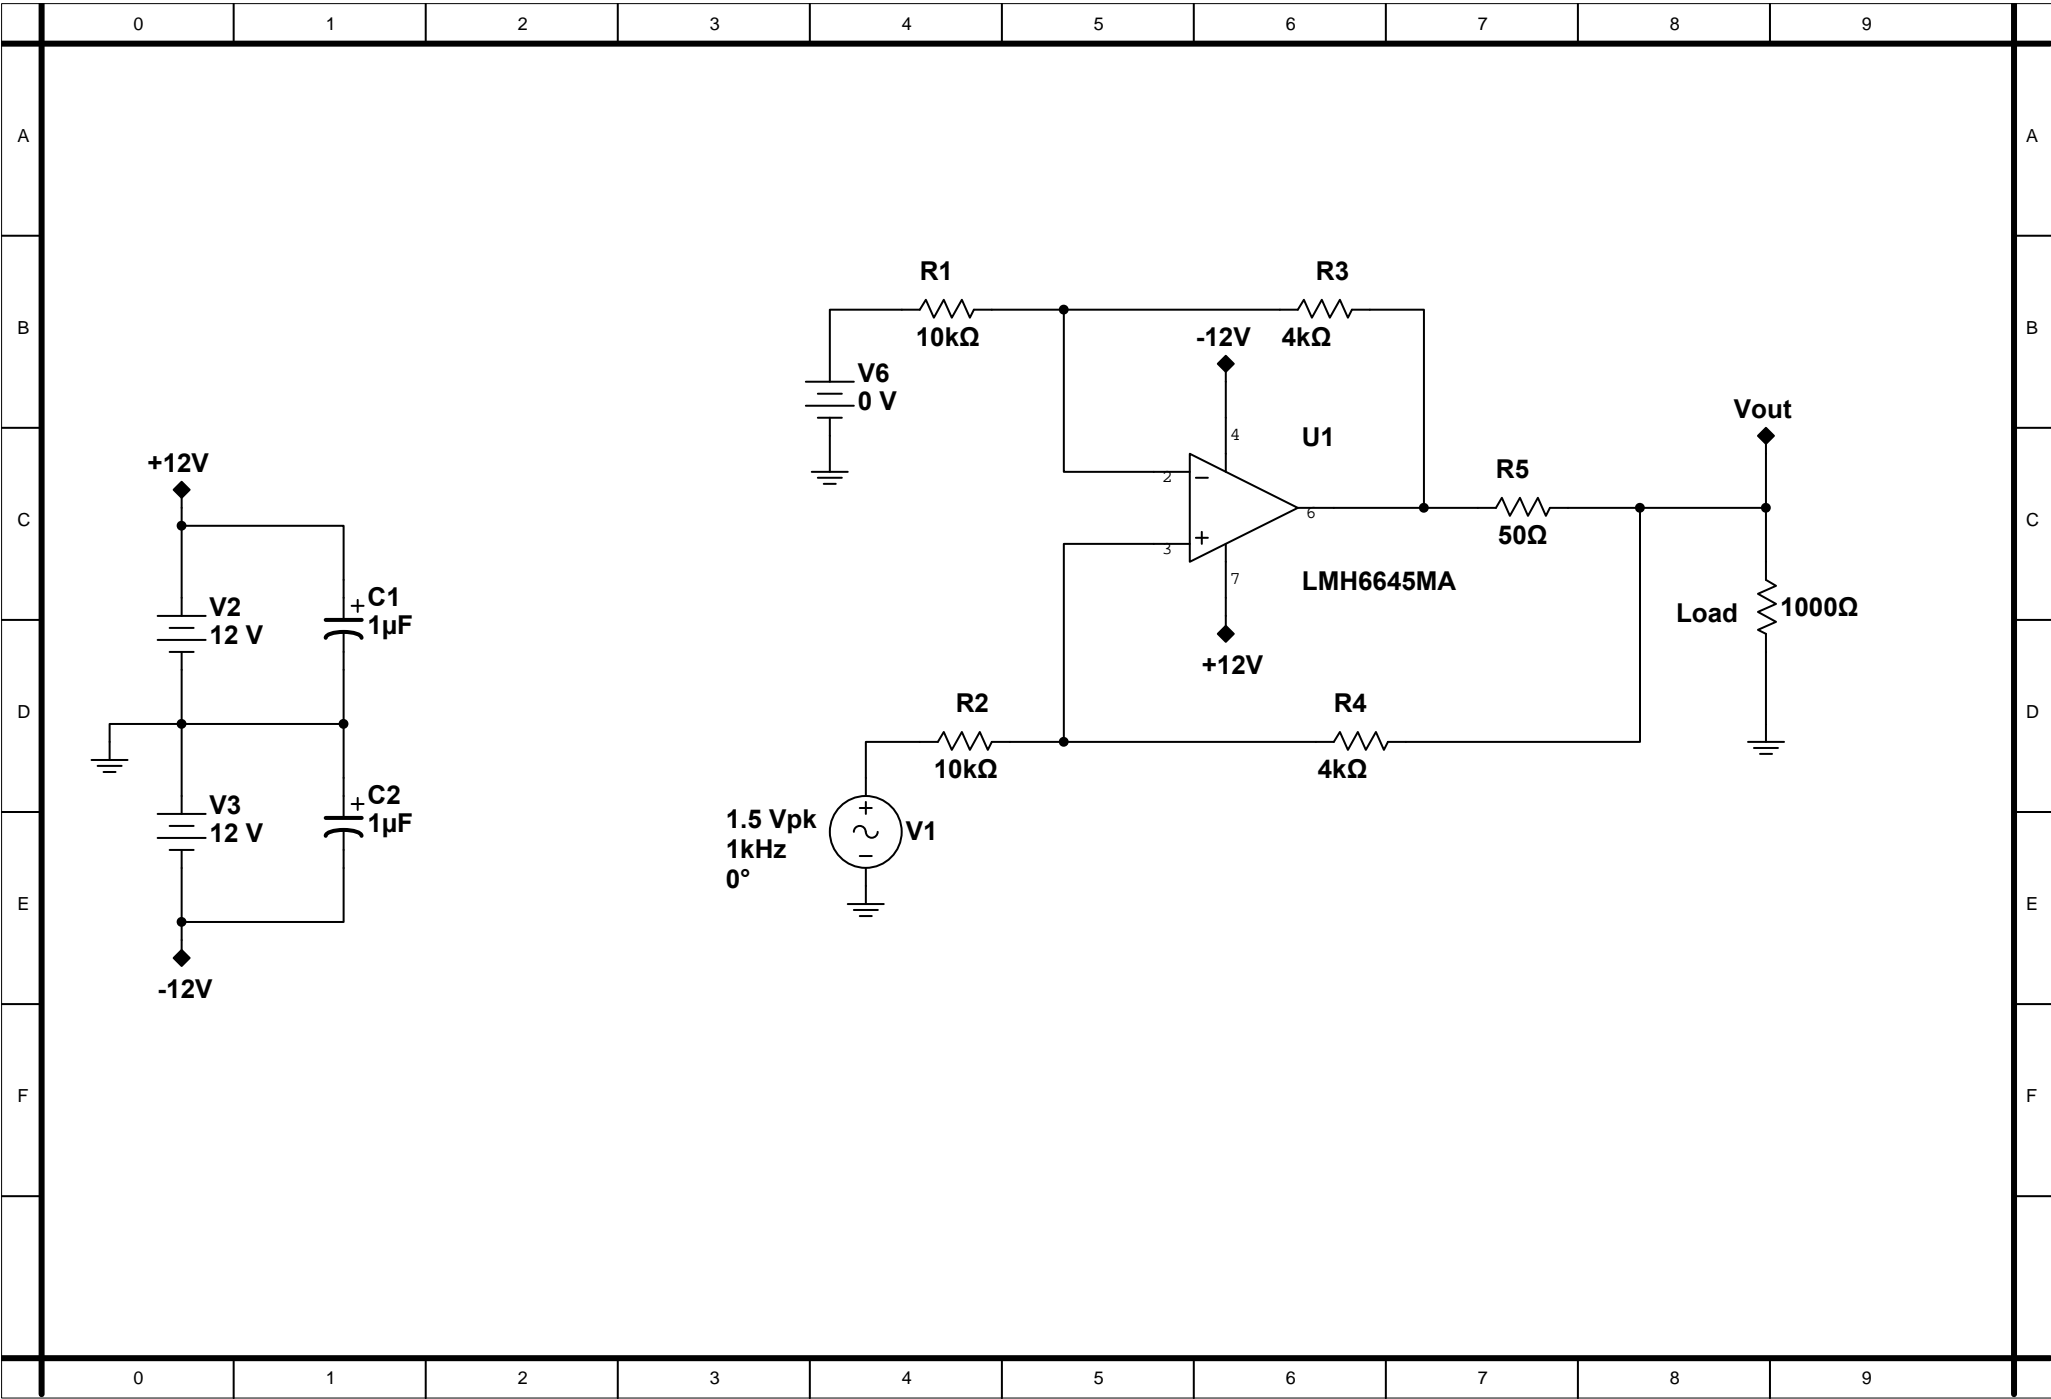 0 1 2 3 4 5 6 7 8 9
A A
B B
C C
D D
E E
F F
R1
10kΩ
R3
4kΩ
-12V
V6
0 V
4
U1
2
3
6
7
LMH6645MA
+12V
R5
50Ω
Vout
Load
1000Ω
+12V
V2
12 V
+
C1
1µF
V3
12 V
+
C2
1µF
-12V
R2
10kΩ
R4
4kΩ
1.5 Vpk
1kHz
0°
V1
0 1 2 3 4 5 6 7 8 9